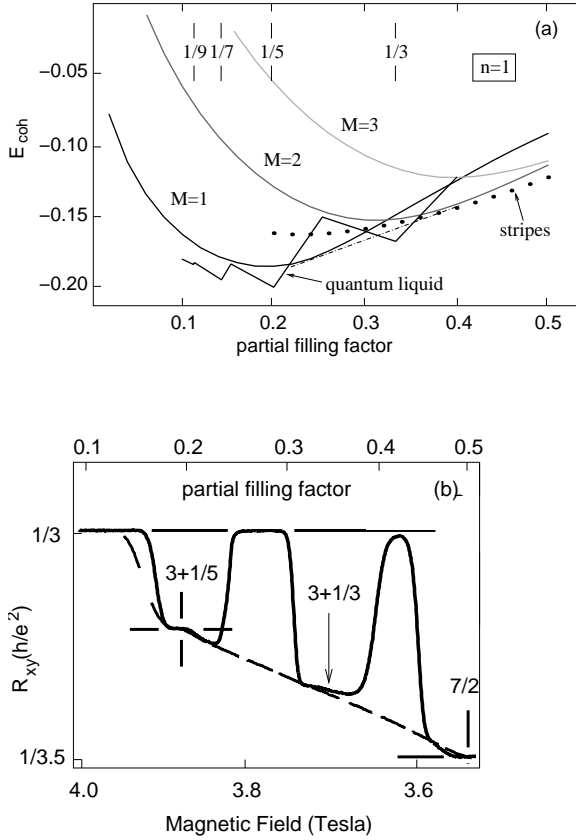 (a)
1/9 1/7 1/5 1/3
n=1
−0.05
−0.10
−0.15
−0.20
E_coh
M=3
M=2
M=1
stripes
quantum liquid
0.1 0.2 0.3 0.4 0.5
partial filling factor
0.1 0.2 0.3 0.4 0.5
partial filling factor
(b)
1/3
3+1/5
3+1/3
7/2
R_xy(h/e²)
1/3.5
4.0 3.8 3.6
Magnetic Field (Tesla)